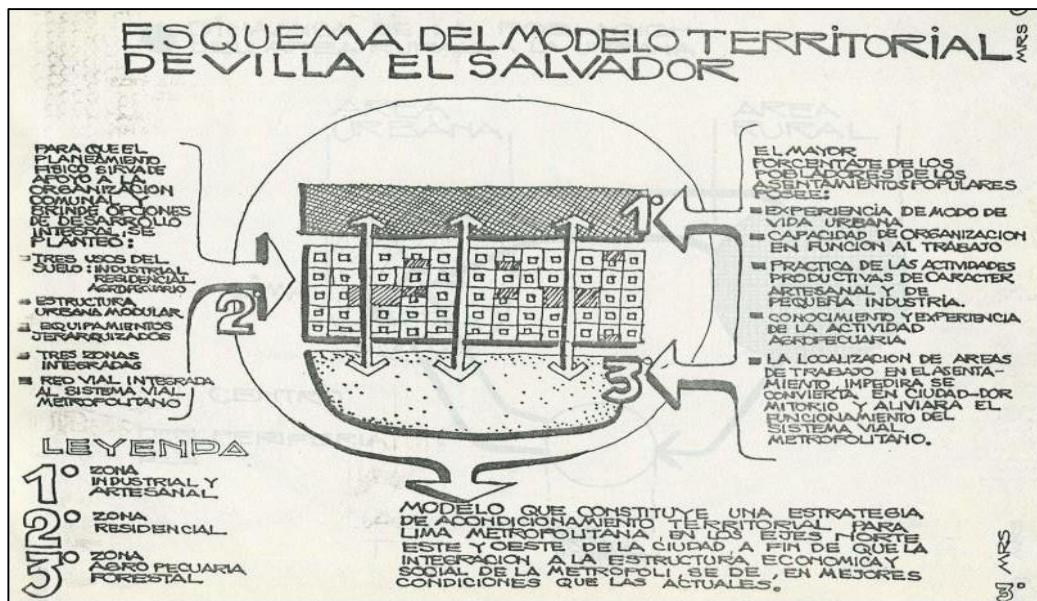 ESQUEMA DEL MODELO TERRITORIAL
DE VILLA EL SALVADOR
MRS
PARA QUE EL
PLANEAMIENTO
FISICO SIRVA DE
APOYO A LA
ORGANIZACION
COMUNAL Y
BRINDE OPCIONES
DE DESARROLLO
INTEGRAL, SE
PLANTEO:
TRES USOS DEL
SUELO: INDUSTRIAL
RESIDENCIAL
AGROPECUARIO
ESTRUCTURA
URBANA MODULAR
EQUIPAMIENTOS
JERARQUIZADOS
TRES ZONAS
INTEGRADAS
RED VIAL INTEGRADA
AL SISTEMA VIAL
METROPOLITANO
AREA
URBANA
AREA
RURAL
1°
2°
3°
CENTRO
PERIFERIA
EL MAYOR
PORCENTAJE DE LOS
POBLADORES DE LOS
ASENTAMIENTOS POPULARES
POSEE:
EXPERIENCIA DE MODO DE
VIDA URBANA
CAPACIDAD DE ORGANIZACION
EN FUNCION AL TRABAJO
PRACTICA DE LAS ACTIVIDADES
PRODUCTIVAS DE CARACTER
ARTESANAL Y DE
PEQUEÑA INDUSTRIA.
CONOCIMIENTO Y EXPERIENCIA
DE LA ACTIVIDAD
AGROPECUARIA
LA LOCALIZACION DE AREAS
DE TRABAJO EN EL ASENTA-
MIENTO, IMPEDIRA SE
CONVIERTA EN CIUDAD-DOR
MITORIO Y ALIVIARA EL
FUNCIONAMIENTO DEL
SISTEMA VIAL
METROPOLITANO.
LEYENDA
1° ZONA
INDUSTRIAL Y
ARTESANAL
2° ZONA
RESIDENCIAL
3° ZONA
AGROPECUARIA
FORESTAL
MODELO QUE CONSTITUYE UNA ESTRATEGIA
DE ACONDICIONAMIENTO TERRITORIAL PARA
LIMA METROPOLITANA, EN LOS EJES NORTE
ESTE Y OESTE, DE LA CIUDAD, A FIN DE QUE LA
INTEGRACION A LA ESTRUCTURA ECONOMICA Y
SOCIAL DE LA METROPOLI, SE DE, EN MEJORES
CONDICIONES QUE LAS ACTUALES.
MRS
3°